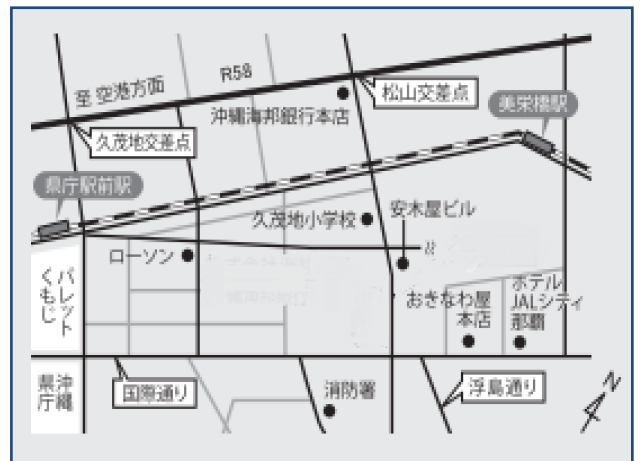 至 空港方面
R58
松山交差点
美栄橋駅
沖縄海邦銀行本店
久茂地交差点
県庁駅前駅
久茂地小学校
安木屋ビル
ローソン
パレット
くもじ
おきなわ屋
本店
ホテル
JALシティ
那覇
沖縄
県庁
国際通り
消防署
浮島通り
N